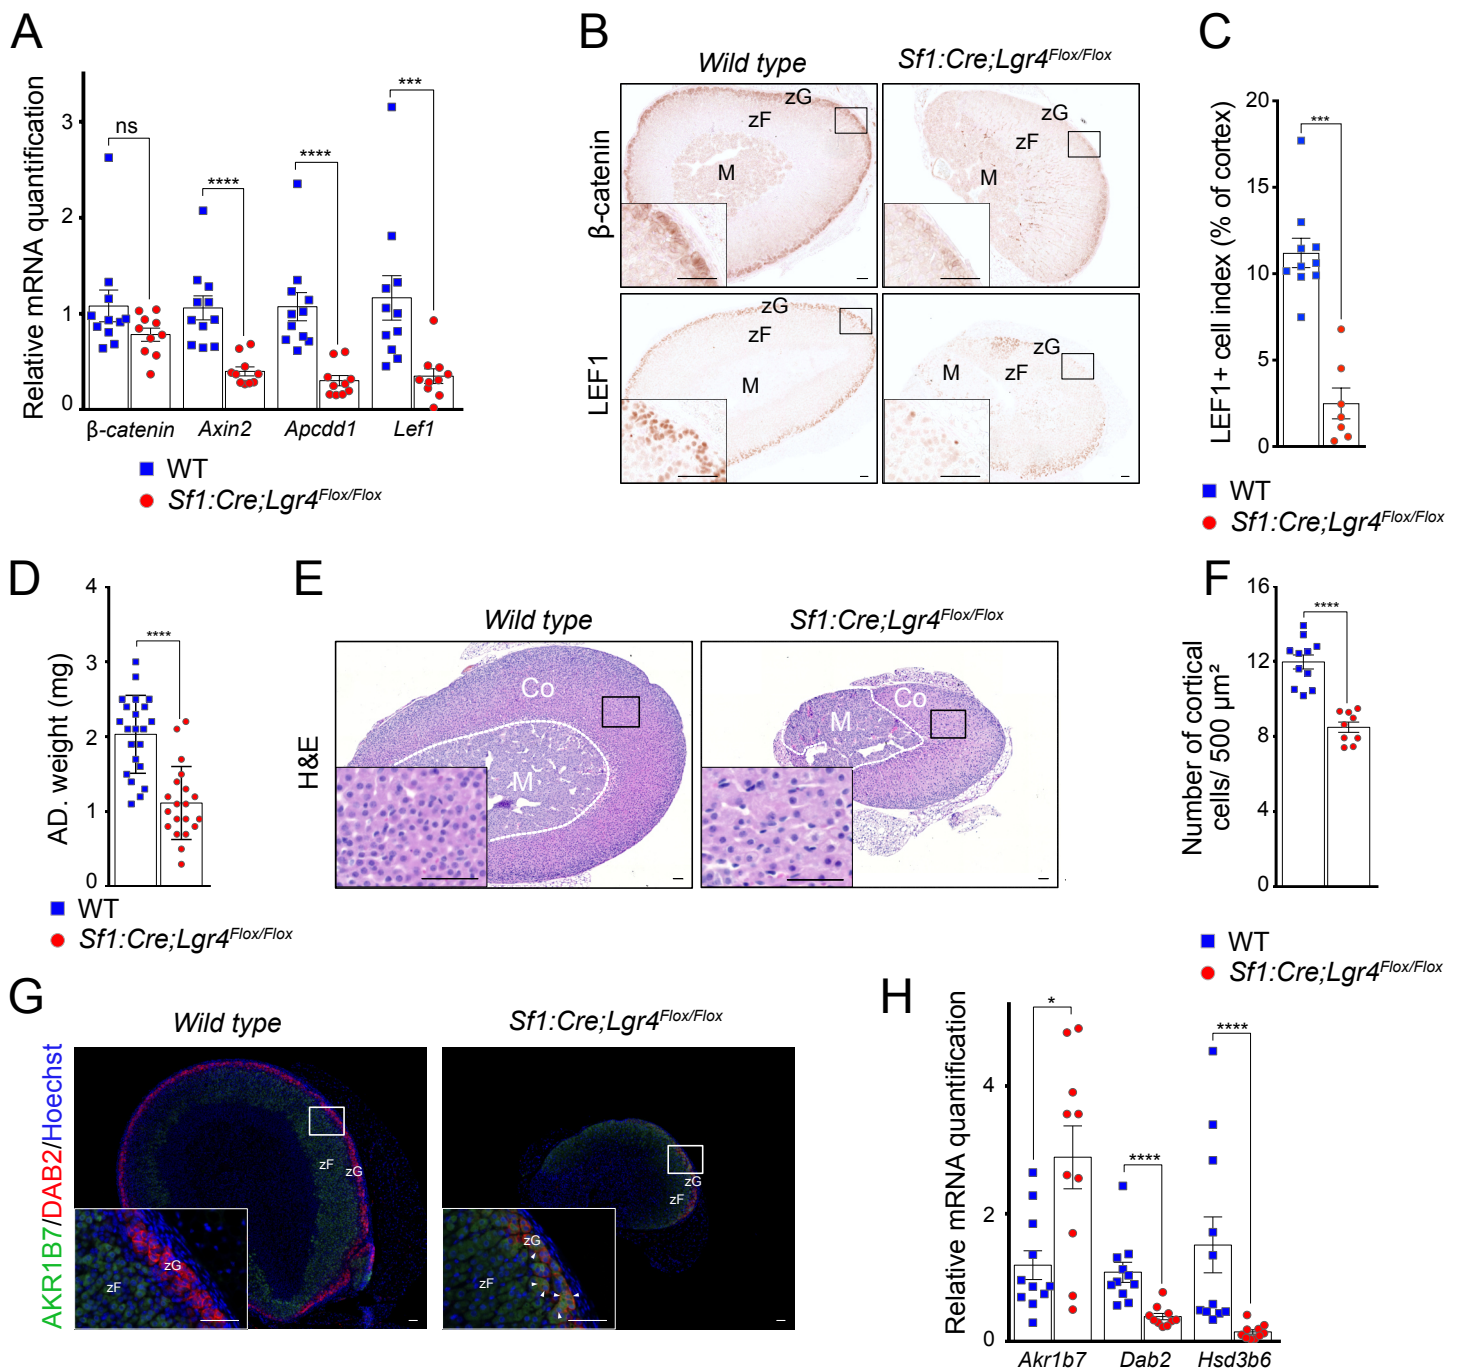 A
Relative mRNA quantification
3
2
1
0
ns
****
****
***
β-catenin Axin2 Apcdd1 Lef1
WT
Sf1:Cre;Lgr4Flox/Flox
B
Wild type Sf1:Cre;Lgr4Flox/Flox
β-catenin
zG
zF
M
zG
zF
M
LEF1
zG
zF
M
zG
M zF
C
LEF1+ cell index (% of cortex)
20
15
10
5
0
***
WT
Sf1:Cre;Lgr4Flox/Flox
D
AD. weight (mg)
4
3
2
1
0
****
WT
Sf1:Cre;Lgr4Flox/Flox
E
Wild type Sf1:Cre;Lgr4Flox/Flox
H&E
Co
M
Co
M
F
Number of cortical
cells/ 500 µm²
16
12
8
4
0
****
WT
Sf1:Cre;Lgr4Flox/Flox
G
Wild type Sf1:Cre;Lgr4Flox/Flox
AKR1B7/DAB2/Hoechst
zF zG
zG
zF
zG
zF
zG
zF
H
Relative mRNA quantification
4
2
0
*
****
****
Akr1b7 Dab2 Hsd3b6